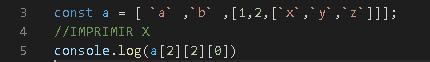 3 const a = [ `a` ,`b` ,[1,2,[`x`,`y`,`z`]]];
4 //IMPRIMIR X
5 console.log(a[2][2][0])